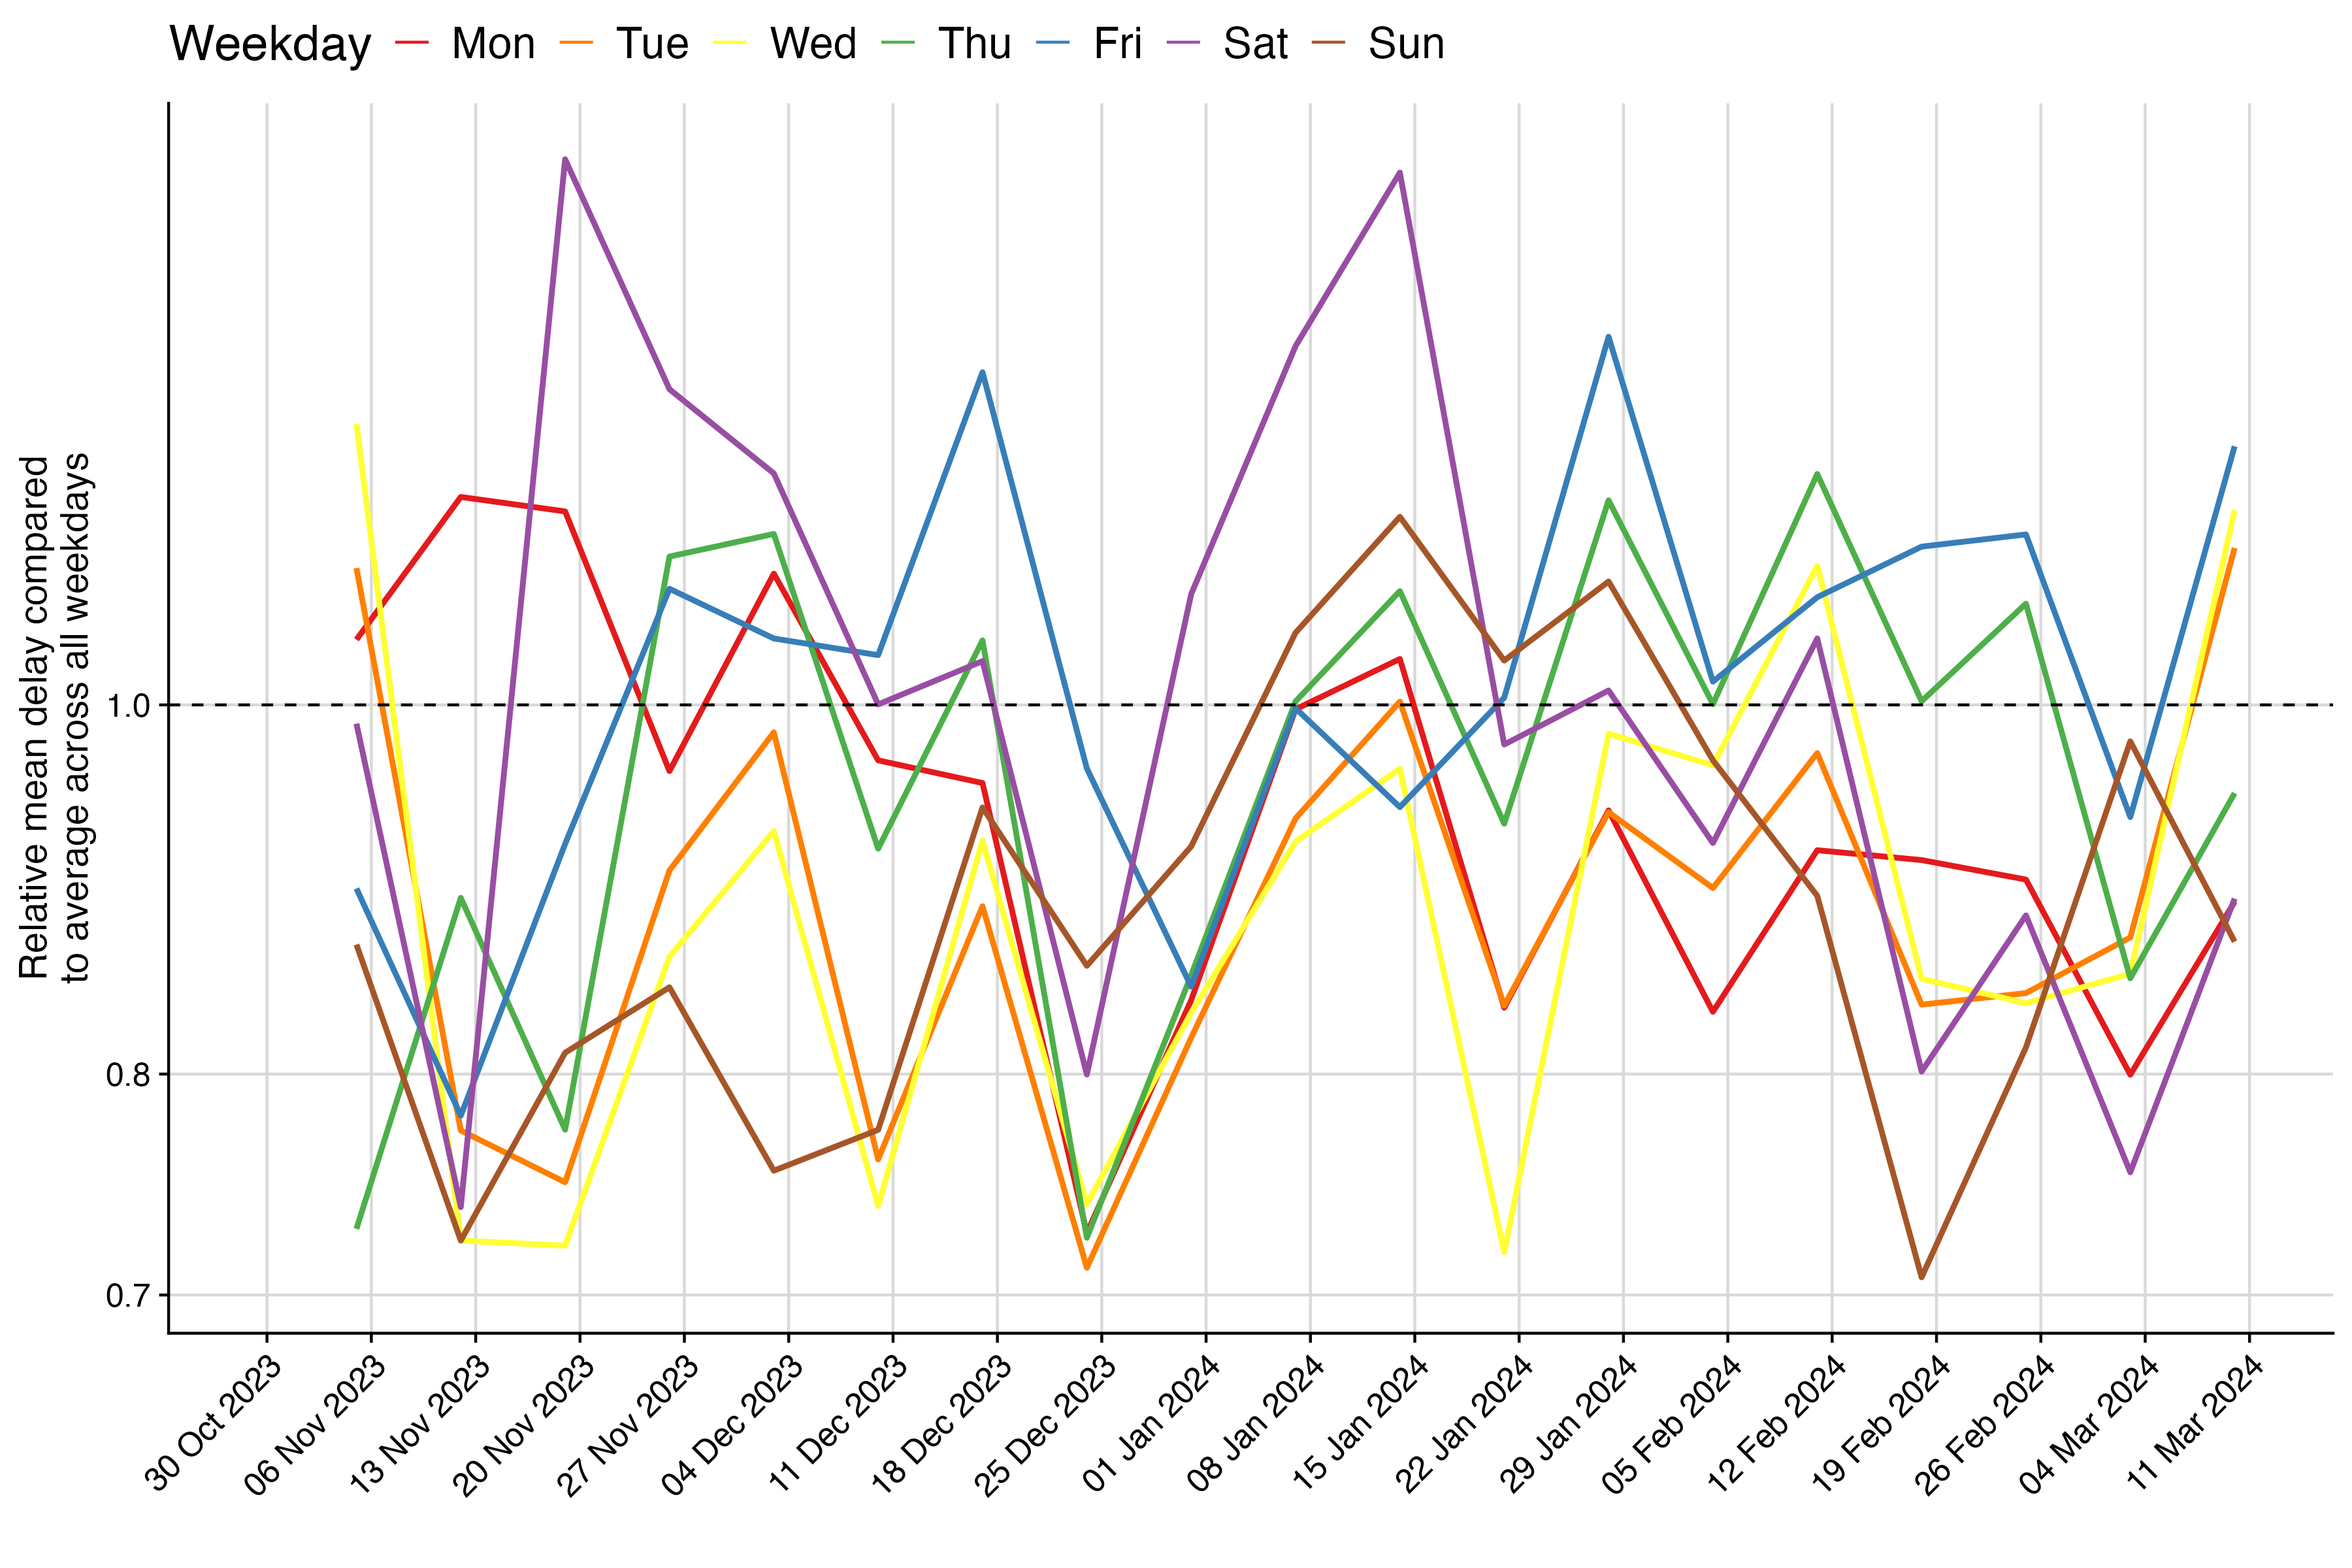 Weekday Mon Tue Wed Thu Fri Sat Sun
Relative mean delay compared
to average across all weekdays
1.0
0.8
0.7
30 Oct 2023
06 Nov 2023
13 Nov 2023
20 Nov 2023
27 Nov 2023
04 Dec 2023
11 Dec 2023
18 Dec 2023
25 Dec 2023
01 Jan 2024
08 Jan 2024
15 Jan 2024
22 Jan 2024
29 Jan 2024
05 Feb 2024
12 Feb 2024
19 Feb 2024
26 Feb 2024
04 Mar 2024
11 Mar 2024